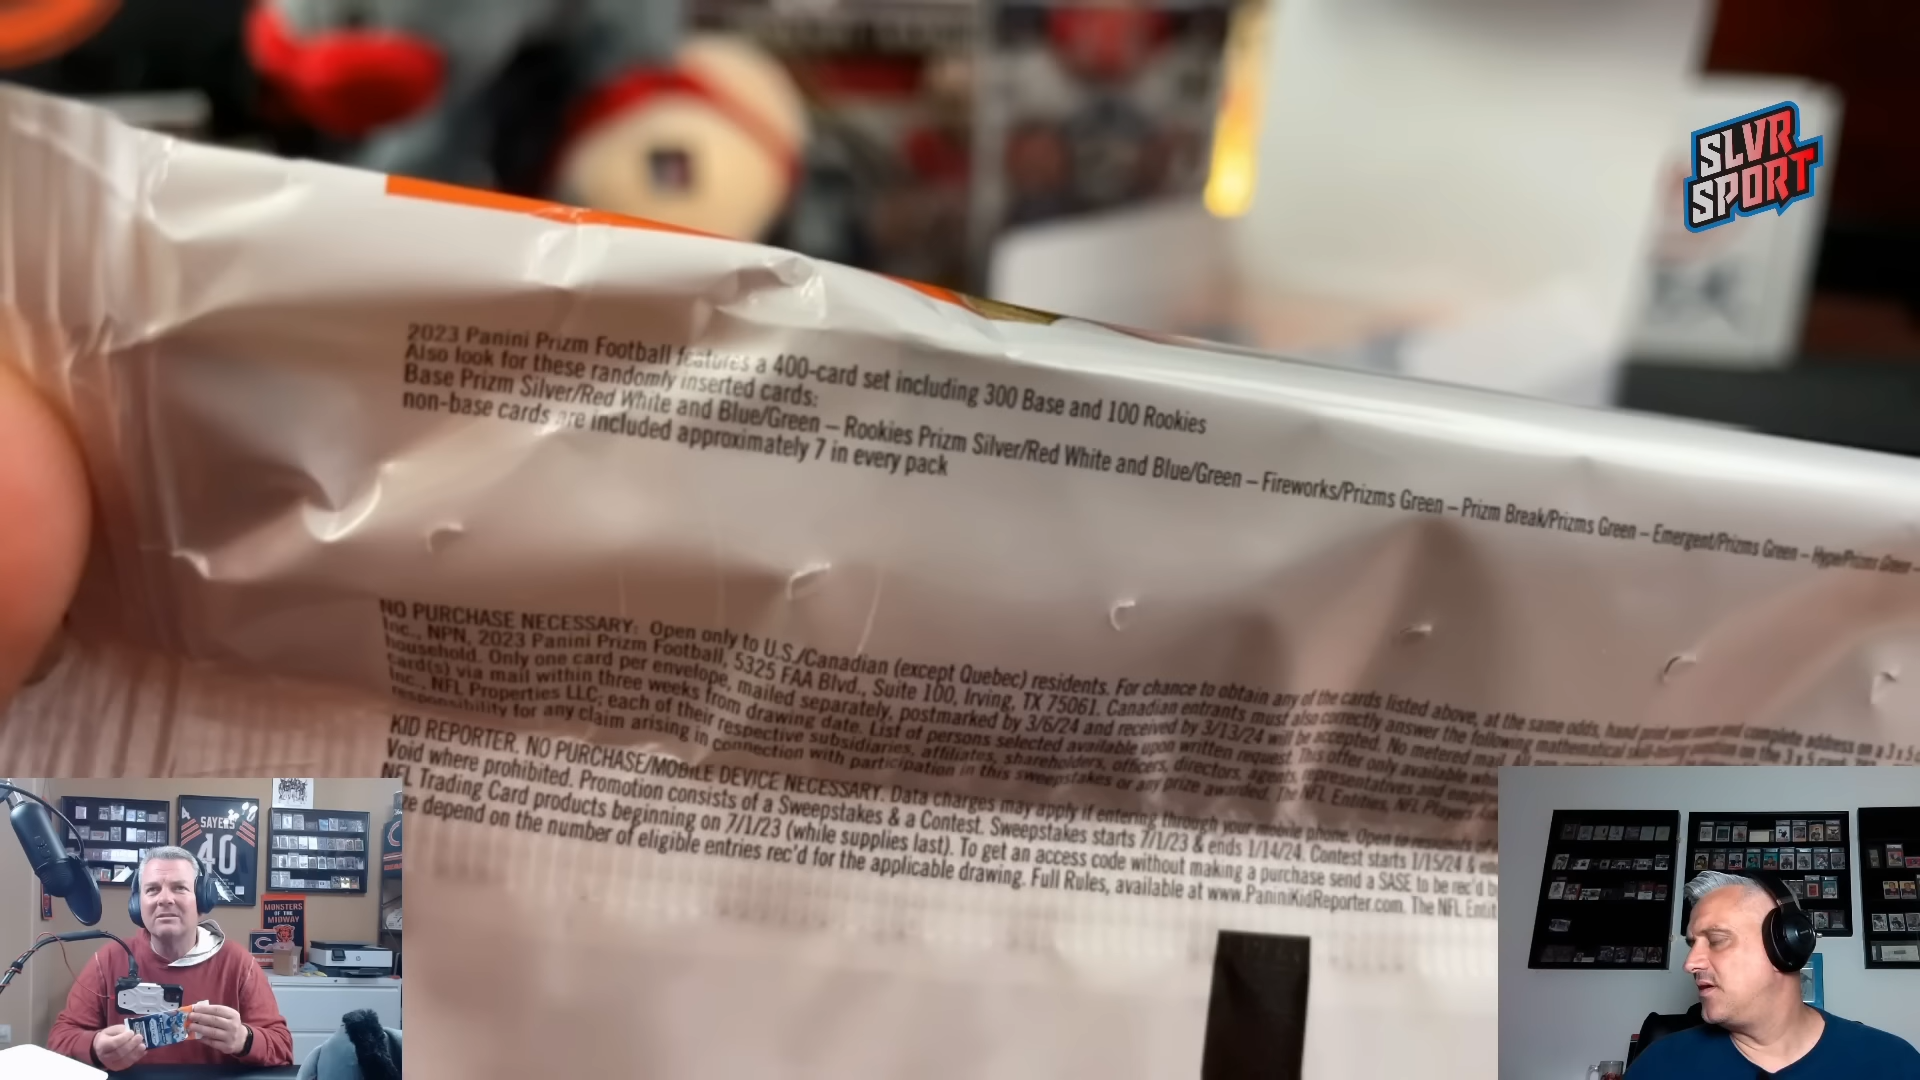 SLVR
SPORT
2023 Panini Prizm Football features a 400-card set including 300 Base and 100 Rookies
Also look for these randomly inserted cards:
Base Prizm Silver/Red White and Blue/Green – Rookies Prizm Silver/Red White and Blue/Green – Fireworks/Prizms Green – Prizm Break/Prizms Green – Emergent/Prizms Green – Hype/Prizms Green –
non-base cards are included approximately 7 in every pack
NO PURCHASE NECESSARY: Open only to U.S./Canadian (except Quebec) residents. For chance to obtain any of the cards listed above, at the same odds, hand print name and complete address on a 3 x 5
Inc., NPN, 2023 Panini Prizm Football, 5325 FAA Blvd., Suite 100, Irving, TX 75061. Canadian entrants must also correctly answer the following mathematical skill-testing question on the 3 x 5
household. Only one card per envelope, mailed separately, postmarked by 3/6/24 and received by 3/13/24 will be accepted. No metered mail
card(s) via mail within three weeks from drawing date. List of persons selected available upon written request. This offer only available
Inc., NFL Properties LLC; each of their respective subsidiaries, affiliates, shareholders, officers, directors, agents, representatives and
responsibility for any claim arising in connection with participation in this sweepstakes or any prize awarded. The NFL Entities, NFL Players
KID REPORTER. NO PURCHASE/MOBILE DEVICE NECESSARY. Data charges may apply if entering through your mobile phone. Open to
Void where prohibited. Promotion consists of a Sweepstakes & a Contest. Sweepstakes starts 7/1/23 & ends 1/14/24. Contest starts 1/15/24 &
NFL Trading Card products beginning on 7/1/23 (while supplies last). To get an access code without making a purchase send a SASE to be rec'd
depend on the number of eligible entries rec'd for the applicable drawing. Full Rules, available at www.PaniniKidReporter.com. The NFL
SAYERS
40
MONSTERS
OF THE
MIDWAY